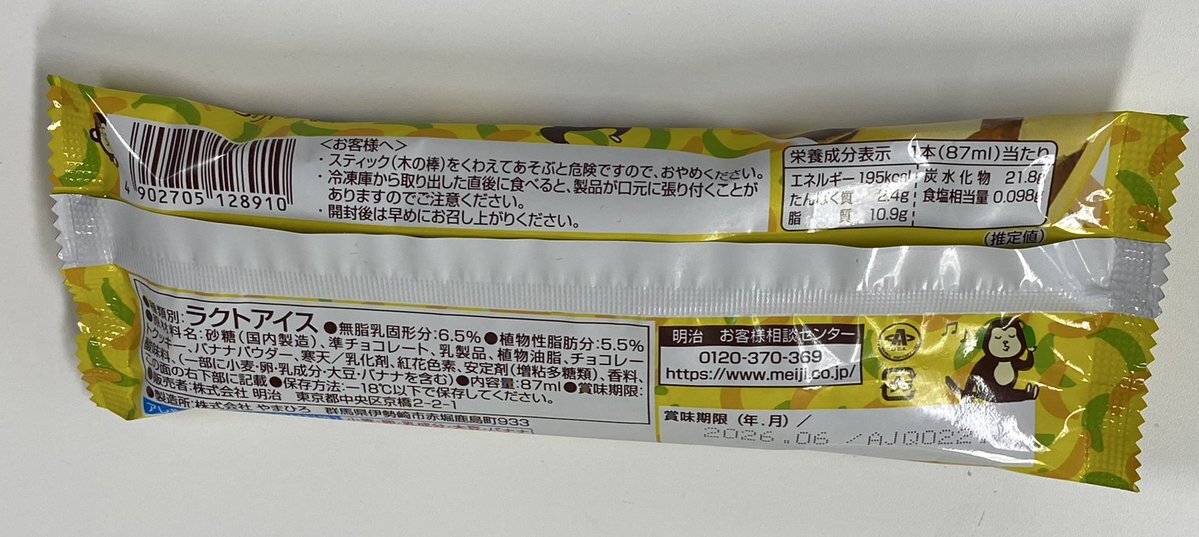 4 902705 128910
<お客様へ>
・スティック(木の棒)をくわえてあそぶと危険ですので、おやめください。
・冷凍庫から取り出した直後に食べると、製品が口元に張り付くことが
ありますのでご注意ください。
・開封後は早めにお召し上がりください。
栄養成分表示 1本(87ml)当たり
エネルギー 195kcal
たんぱく質 2.4g
脂質 10.9g
炭水化物 21.8g
食塩相当量 0.098g
(推定値)
●種類別:ラクトアイス ●無脂乳固形分:6.5% ●植物性脂肪分:5.5%
●原材料名:砂糖(国内製造)、準チョコレート、乳製品、植物油脂、チョコレー
トクッキー、バナナパウダー、寒天/乳化剤、紅花色素、安定剤(増粘多糖類)、香料、
酸味料、(一部に小麦・卵・乳成分・大豆・バナナを含む) ●内容量:87ml ●賞味期限:
この面の右下部に記載 ●保存方法:−18℃以下で保存してください。
●販売者:株式会社 明治 東京都中央区京橋2-2-1
●製造所:株式会社 やまひろ 群馬県伊勢崎市赤堀鹿島町933
明治 お客様相談センター
0120-370-369
https://www.meiji.co.jp/
賞味期限(年.月)/
2026.06 /AJQ022